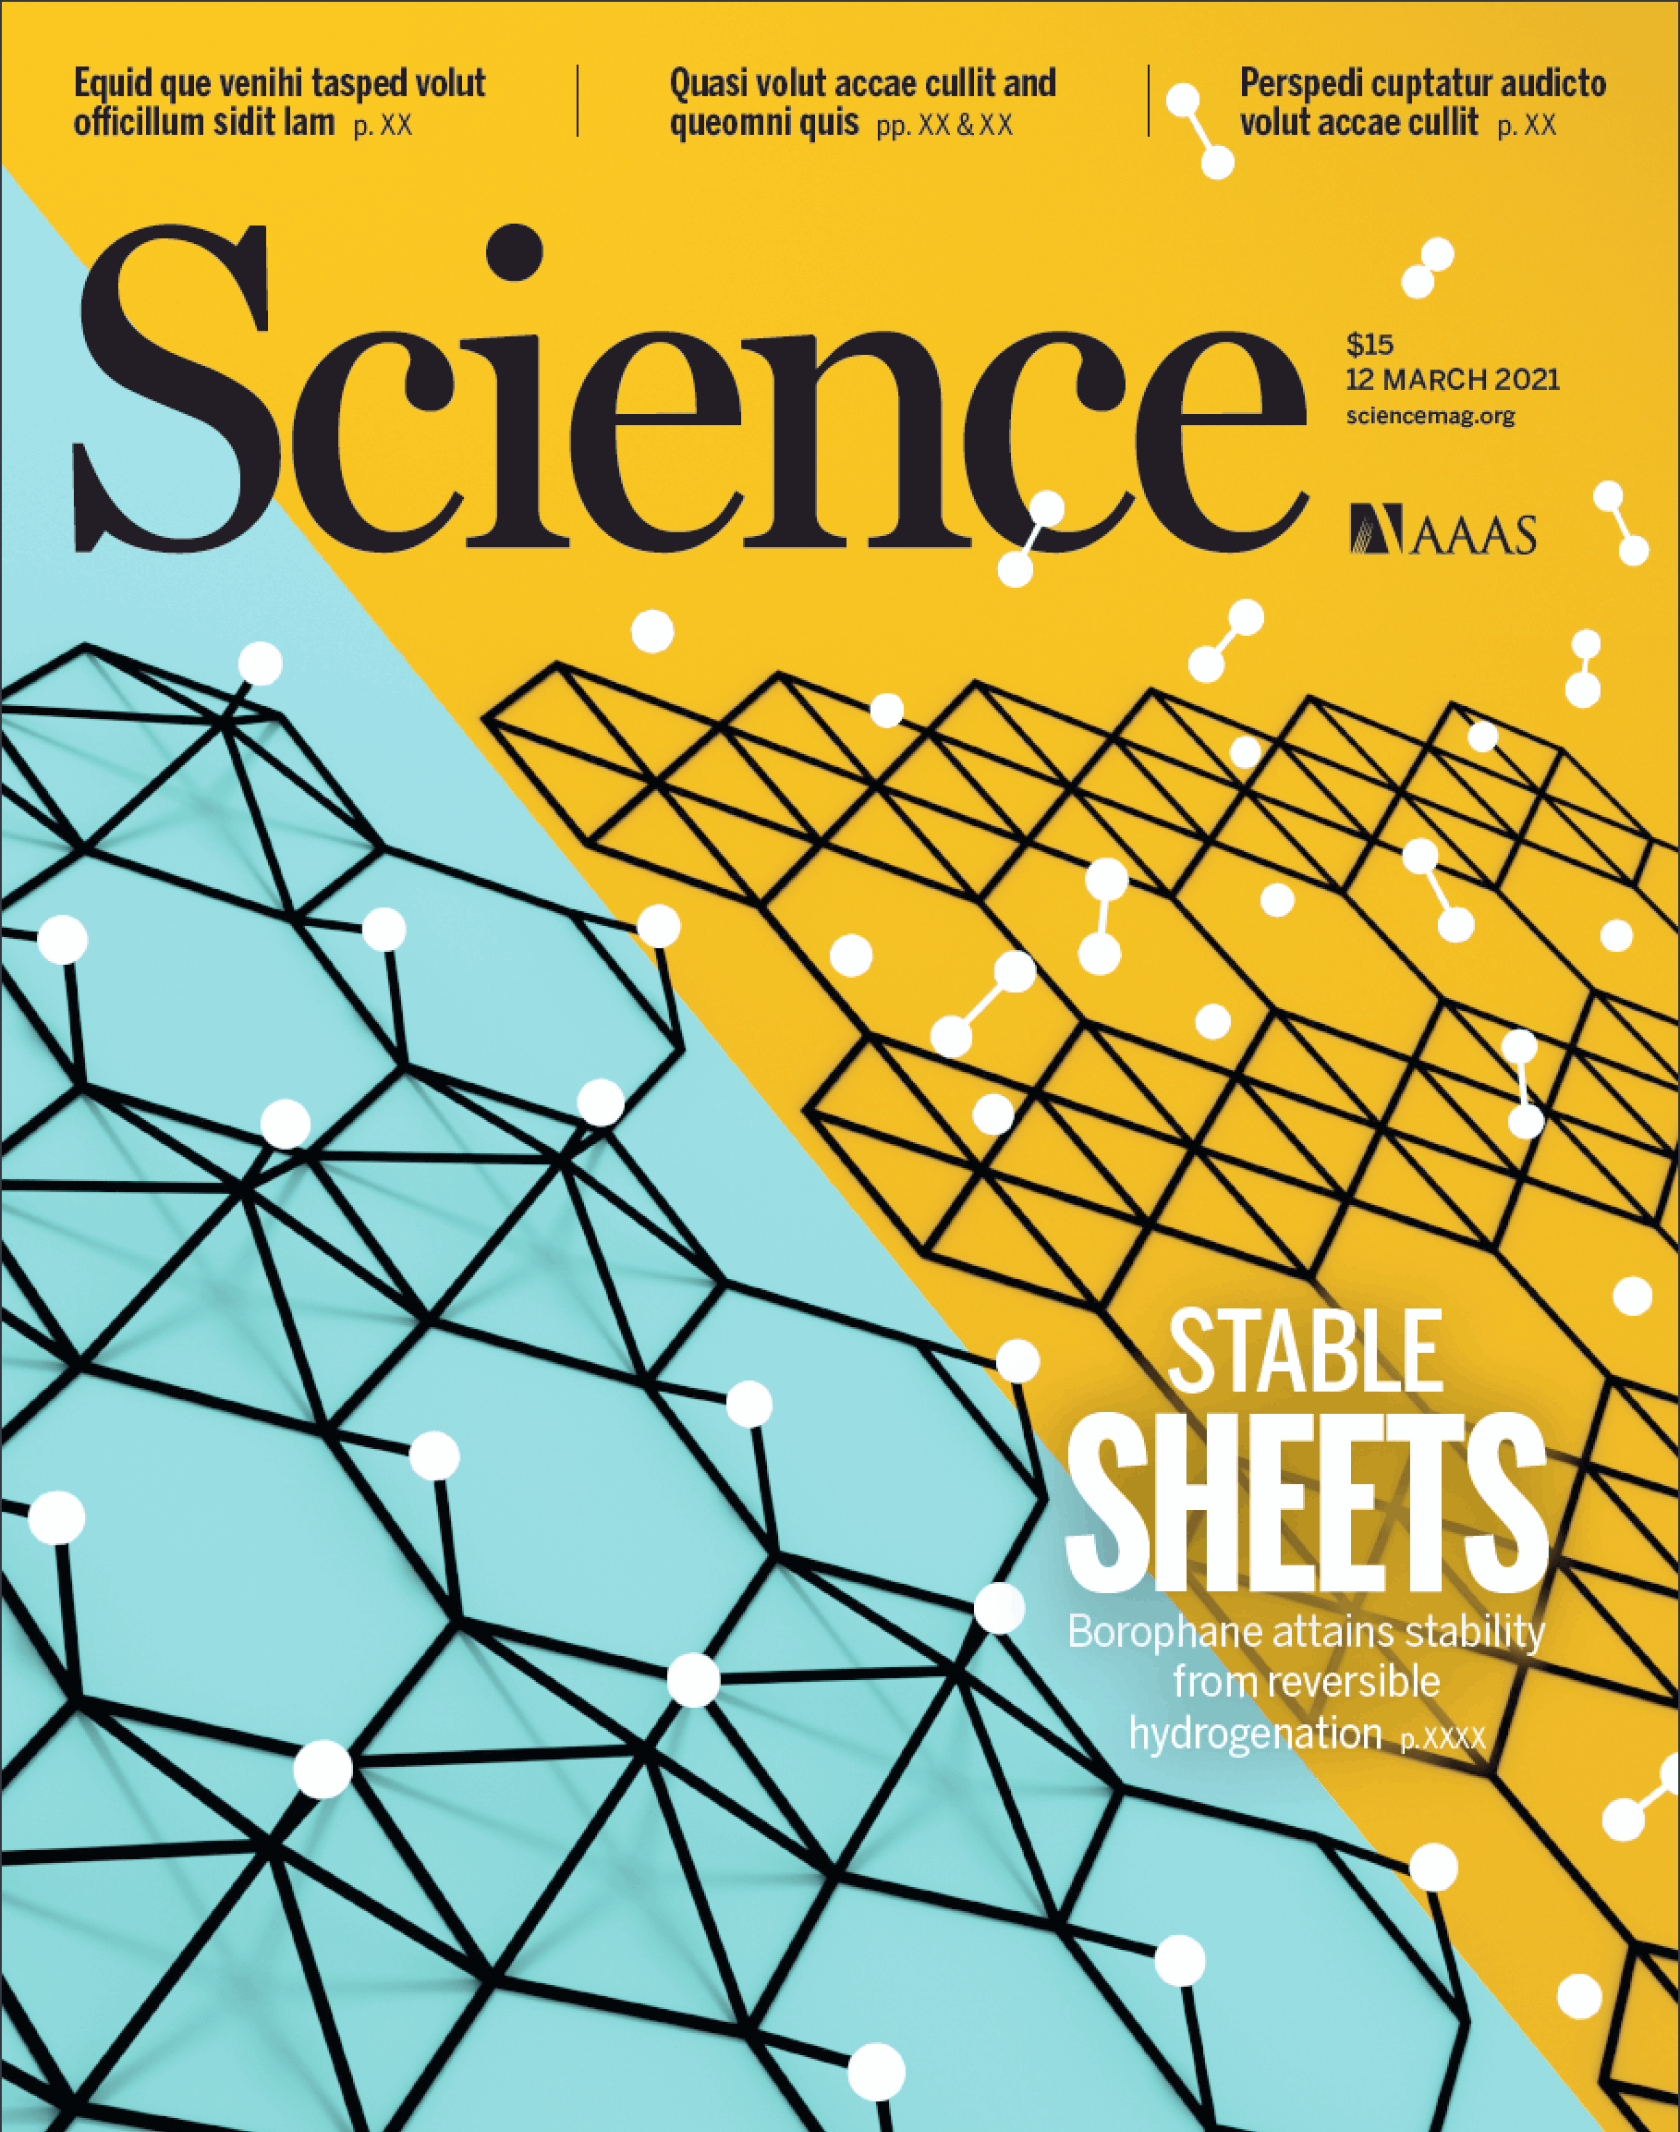 Equid que venihi tasped volut
officillum sidit lam p. XX
Quasi volut accae cullit and
queomni quis pp. XX & XX
Perspedi cuptatur audicto
volut accae cullit p. XX
Science
$15
12 MARCH 2021
sciencemag.org
AAAS
STABLE
SHEETS
Borophane attains stability
from reversible
hydrogenation p.XXXX